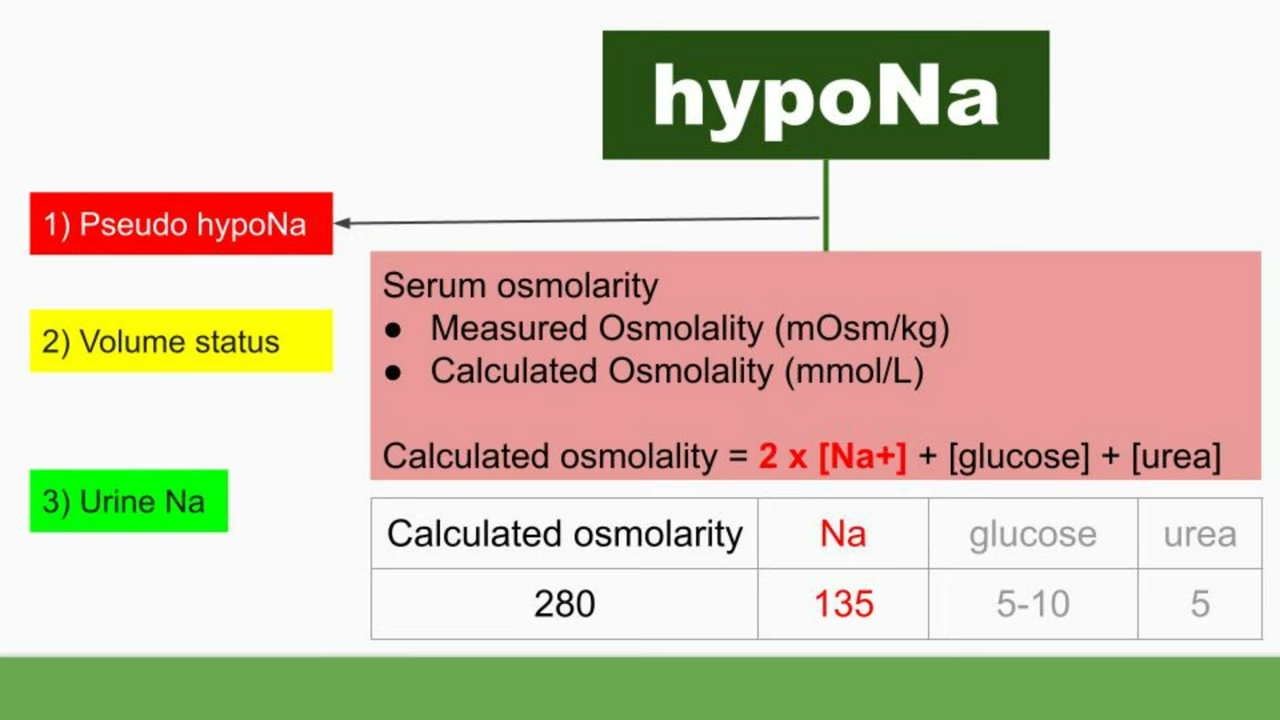 hypoNa
1) Pseudo hypoNa
2) Volume status
3) Urine Na
Serum osmolarity
● Measured Osmolality (mOsm/kg)
● Calculated Osmolality (mmol/L)
Calculated osmolality = 2 x [Na+] + [glucose] + [urea]
Calculated osmolarity Na glucose urea
280 135 5-10 5